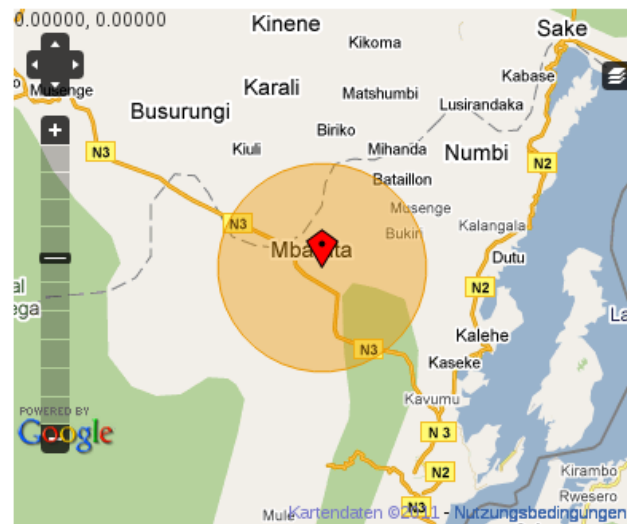 0.00000, 0.00000
Kinene
Sake
Kikoma
Kabase
Musenge
Karali
Matshumbi
Lusirandaka
Busurungi
Biriko
N3
Kiuli
Mihanda
Numbi
N2
Bataillon
Musenge
N3
Bukiri
Kalangala
Dutu
N2
Kalehe
N3
Kaseke
Kavumu
POWERED BY
Google
N 3
N2
Kirambo
Rwesero
N3
Mule
Kartendaten ©2011 - Nutzungsbedingungen